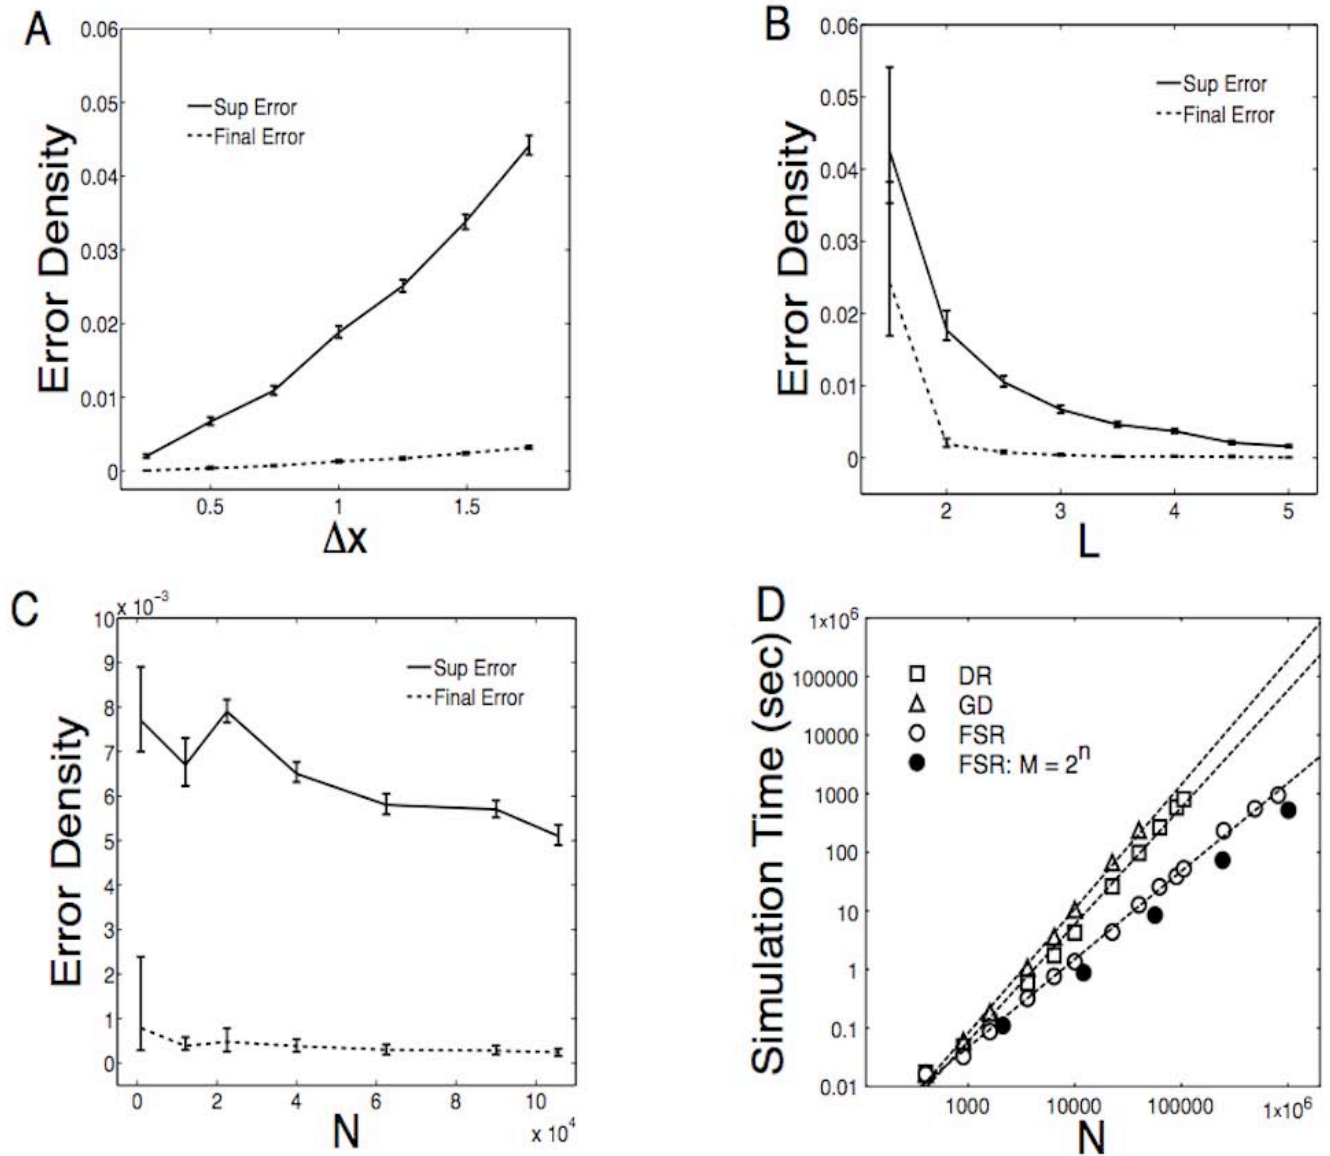 A
Error Density
0.06
0.05
0.04
0.03
0.02
0.01
0
Sup Error
Final Error
0.5 1 1.5
Δx
B
Error Density
0.06
0.05
0.04
0.03
0.02
0.01
0
Sup Error
Final Error
2 3 4 5
L
C
Error Density
x 10⁻³
10
9
8
7
6
5
4
3
2
1
0
Sup Error
Final Error
0 2 4 6 8 10
N
x 10⁴
D
Simulation Time (sec)
1x10⁶
100000
10000
1000
100
10
1
0.1
0.01
DR
GD
FSR
FSR: M = 2ⁿ
1000 10000 100000 1x10⁶
N